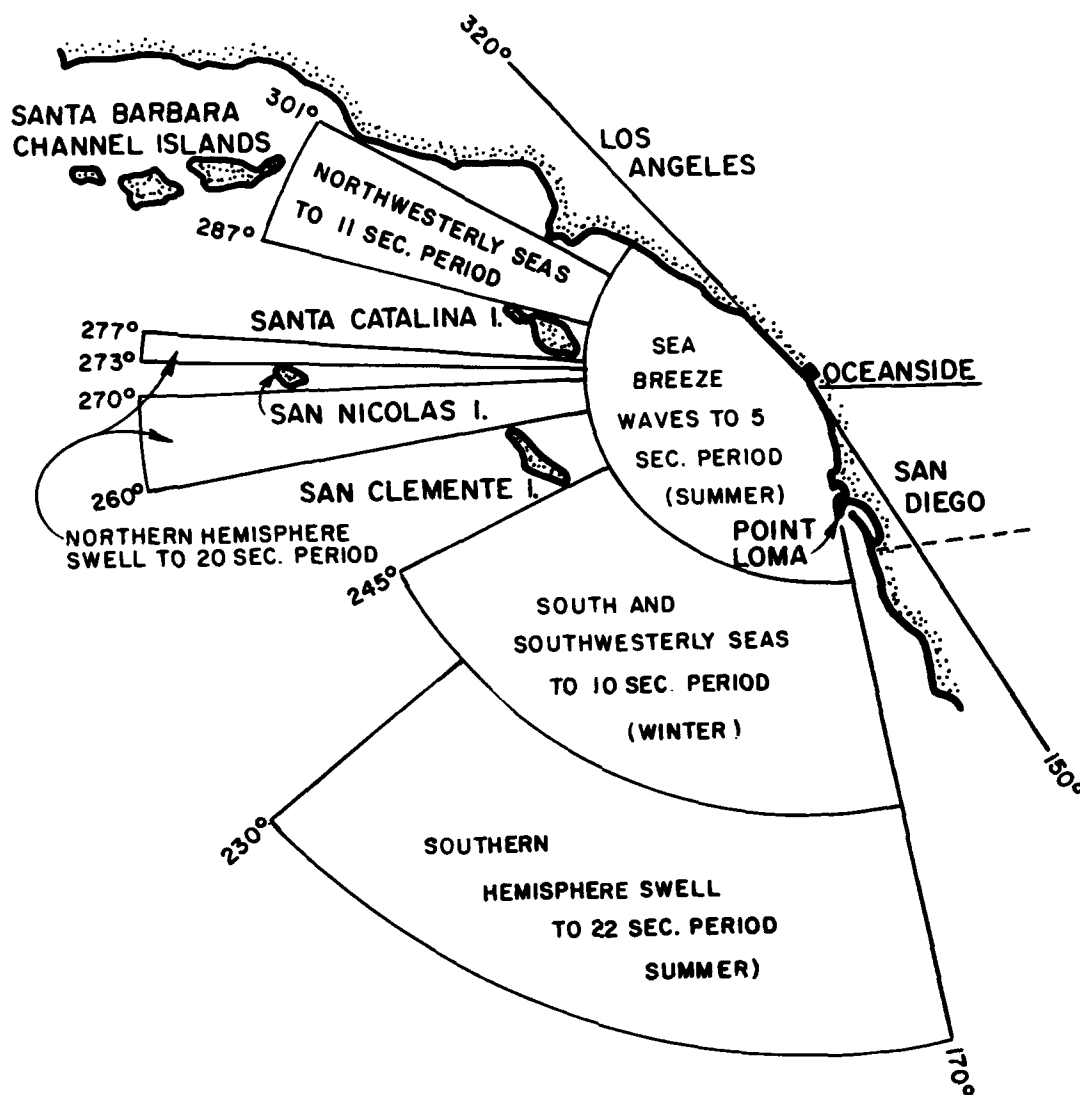 320°
301°
SANTA BARBARA
CHANNEL ISLANDS
LOS
ANGELES
NORTHWESTERLY SEAS
TO 11 SEC. PERIOD
287°
SANTA CATALINA I.
277°
273°
270°
SAN NICOLAS I.
260°
SAN CLEMENTE I.
NORTHERN HEMISPHERE
SWELL TO 20 SEC. PERIOD
SEA
BREEZE
WAVES TO 5
SEC. PERIOD
(SUMMER)
OCEANSIDE
SAN
DIEGO
POINT
LOMA
245°
SOUTH AND
SOUTHWESTERLY SEAS
TO 10 SEC. PERIOD
(WINTER)
150°
230°
SOUTHERN
HEMISPHERE SWELL
TO 22 SEC. PERIOD
SUMMER)
170°